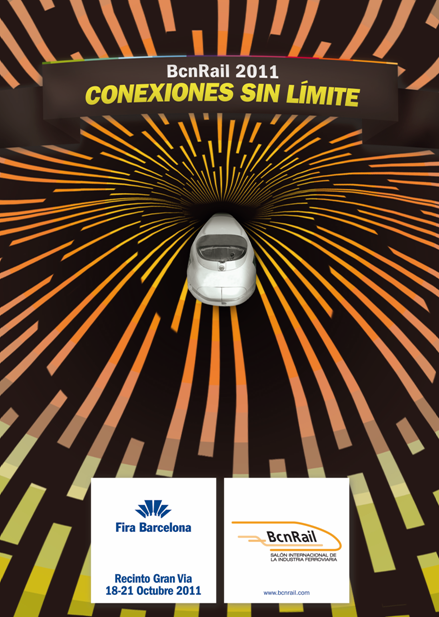 BcnRail 2011
CONEXIONES SIN LÍMITE
Fira Barcelona
Recinto Gran Via
18-21 Octubre 2011
BcnRail
SALÓN INTERNACIONAL DE
LA INDUSTRIA FERROVIARIA
www.bcnrail.com